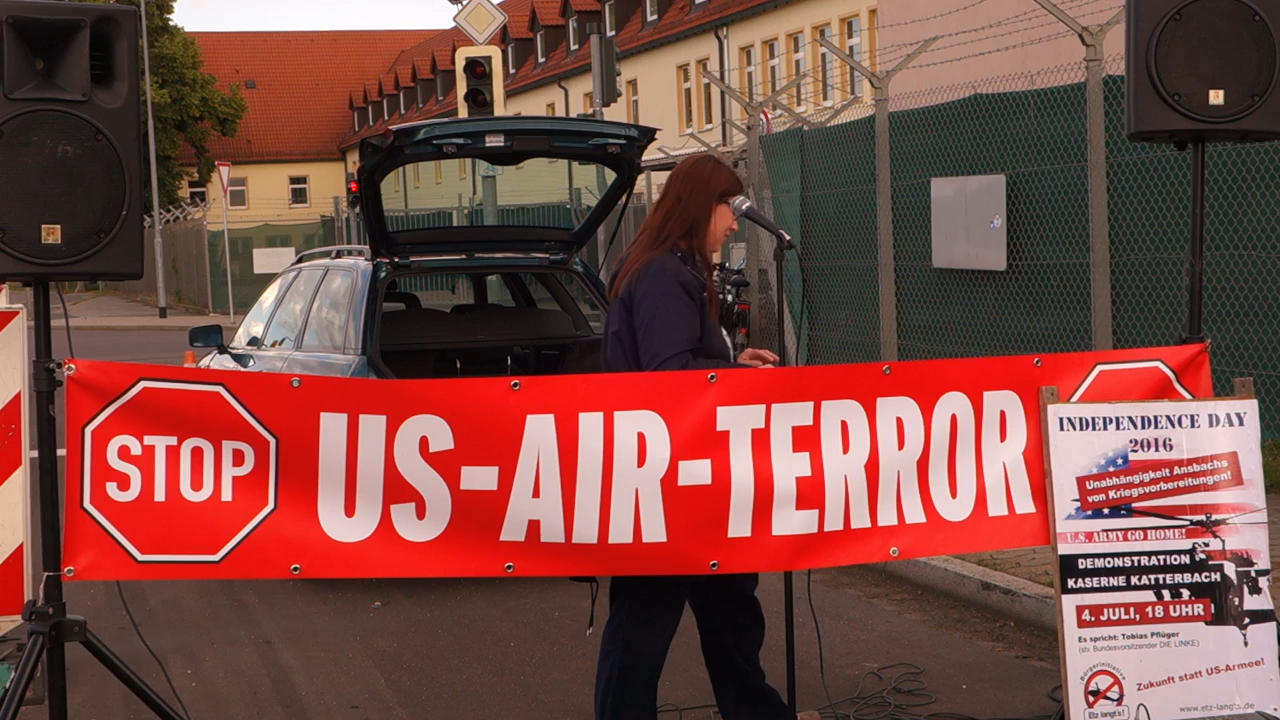 STOP
US-AIR-TERROR
INDEPENDENCE DAY
2016
Unabhängigkeit Ansbachs
von Kriegsvorbereitungen!
U.S. ARMY GO HOME!
DEMONSTRATION
KASERNE KATTERBACH
4. JULI, 18 UHR
Es spricht: Tobias Pflüger
(stv. Bundesvorsitzender DIE LINKE)
Bürgerinitiative
Etz langt's!
Zukunft statt US-Armee!
www.etz-langts.de